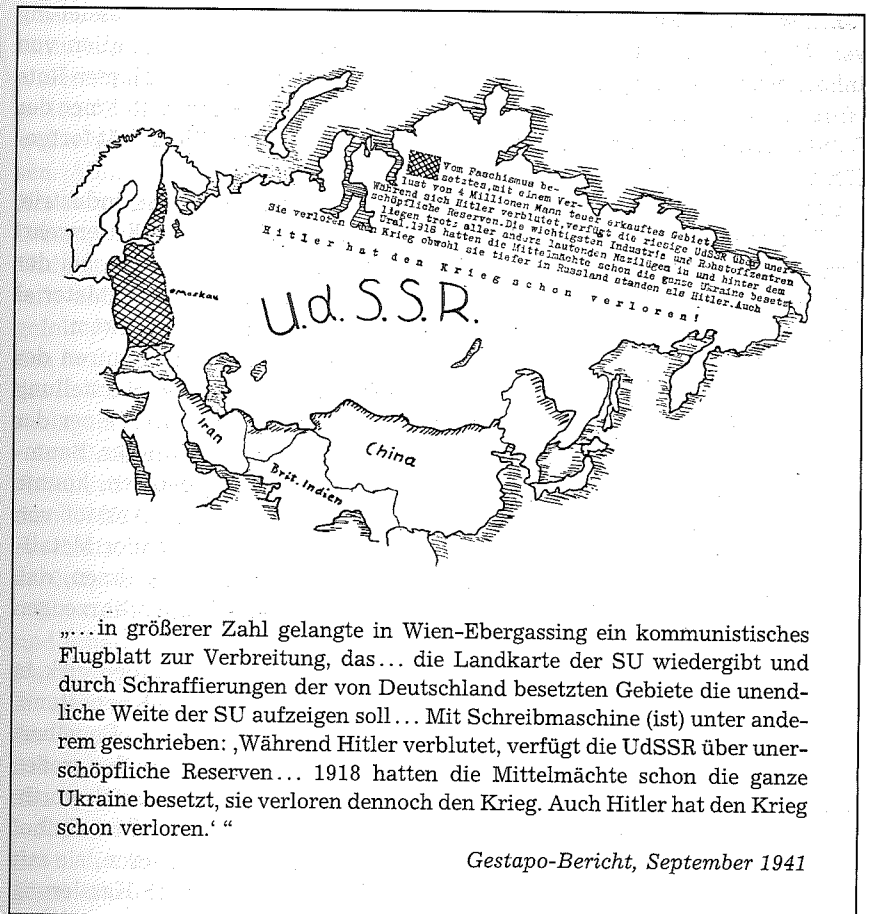 Vom Faschismus be-
setztes,mit einem Ver-
lust von 4 Millionen Mann teuer erkauftes Gebiet
Während sich Hitler verblutet,verfügt die riesige UdSSR über uner-
schöpfliche Reserven.Die wichtigsten Industrie und Rohstoffzentren
liegen trotz aller anders lautenden Nazilügen in und hinter dem
Ural.1918 hatten die Mittelmächte schon die ganze Ukraine besetzt
Sie verloren den Krieg obwohl sie tiefer in Russland standen als Hitler.Auch
Hitler hat den Krieg schon verloren!
Moskau
U.d.S.S.R.
Iran
China
Brit.Indien
„...in größerer Zahl gelangte in Wien-Ebergassing ein kommunistisches
Flugblatt zur Verbreitung, das... die Landkarte der SU wiedergibt und
durch Schraffierungen der von Deutschland besetzten Gebiete die unend-
liche Weite der SU aufzeigen soll... Mit Schreibmaschine (ist) unter ande-
rem geschrieben: ‚Während Hitler verblutet, verfügt die UdSSR über uner-
schöpfliche Reserven... 1918 hatten die Mittelmächte schon die ganze
Ukraine besetzt, sie verloren dennoch den Krieg. Auch Hitler hat den Krieg
schon verloren.‘ “
Gestapo-Bericht, September 1941